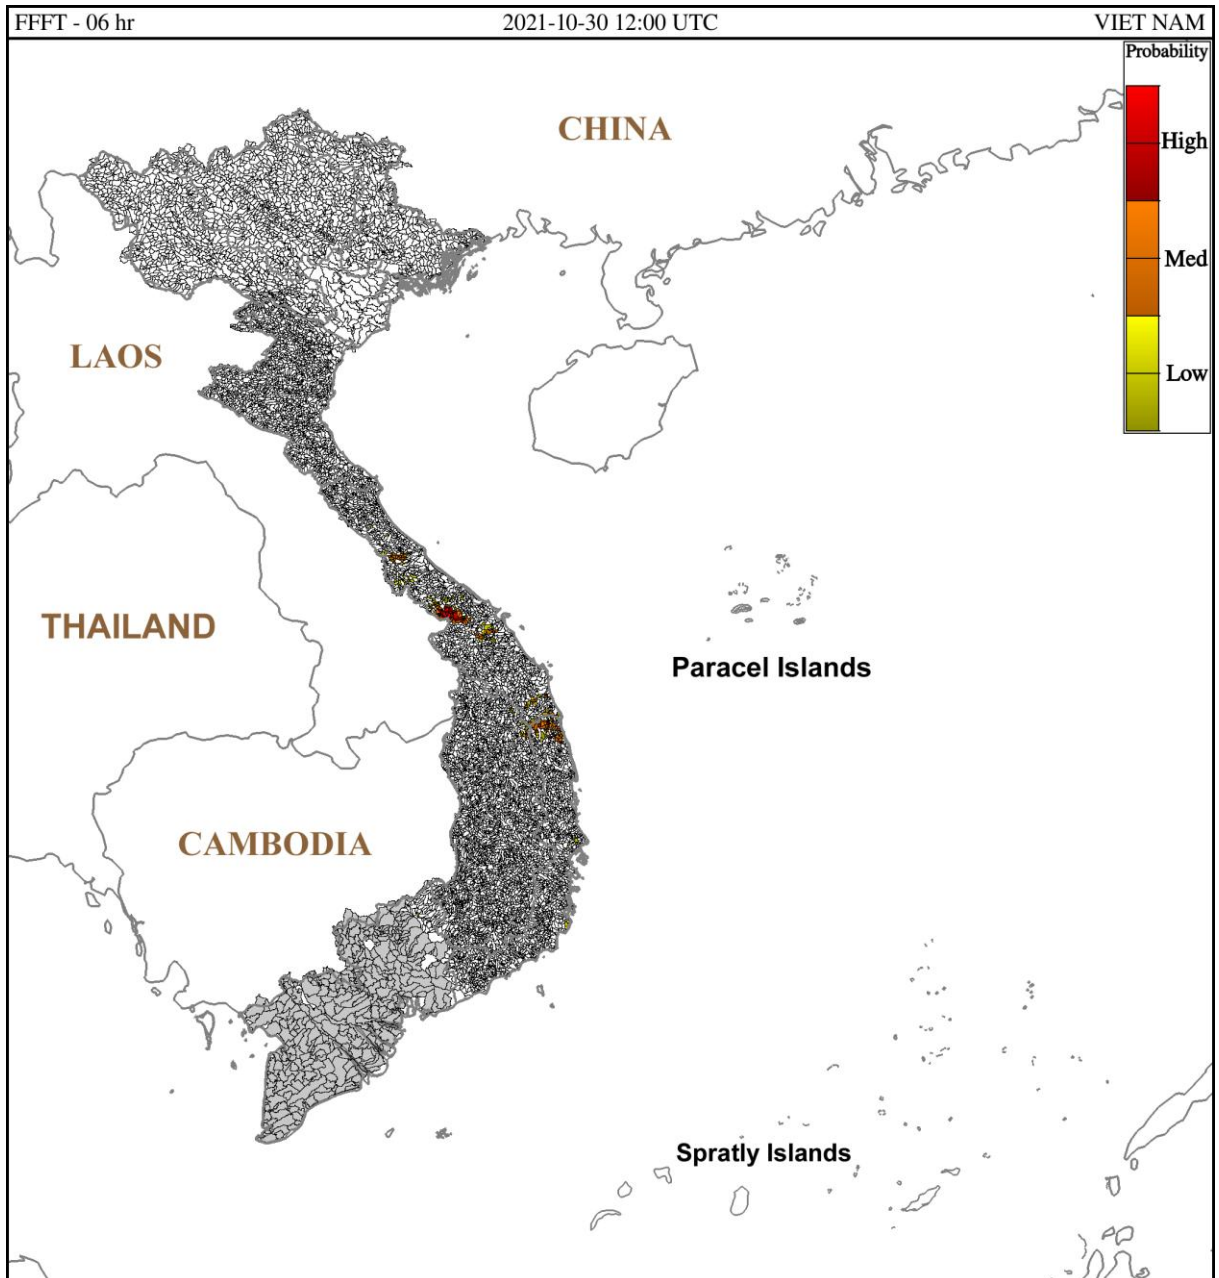 FFFT - 06 hr 2021-10-30 12:00 UTC VIET NAM
Probability
CHINA
High
Med
LAOS
Low
THAILAND
Paracel Islands
CAMBODIA
Spratly Islands